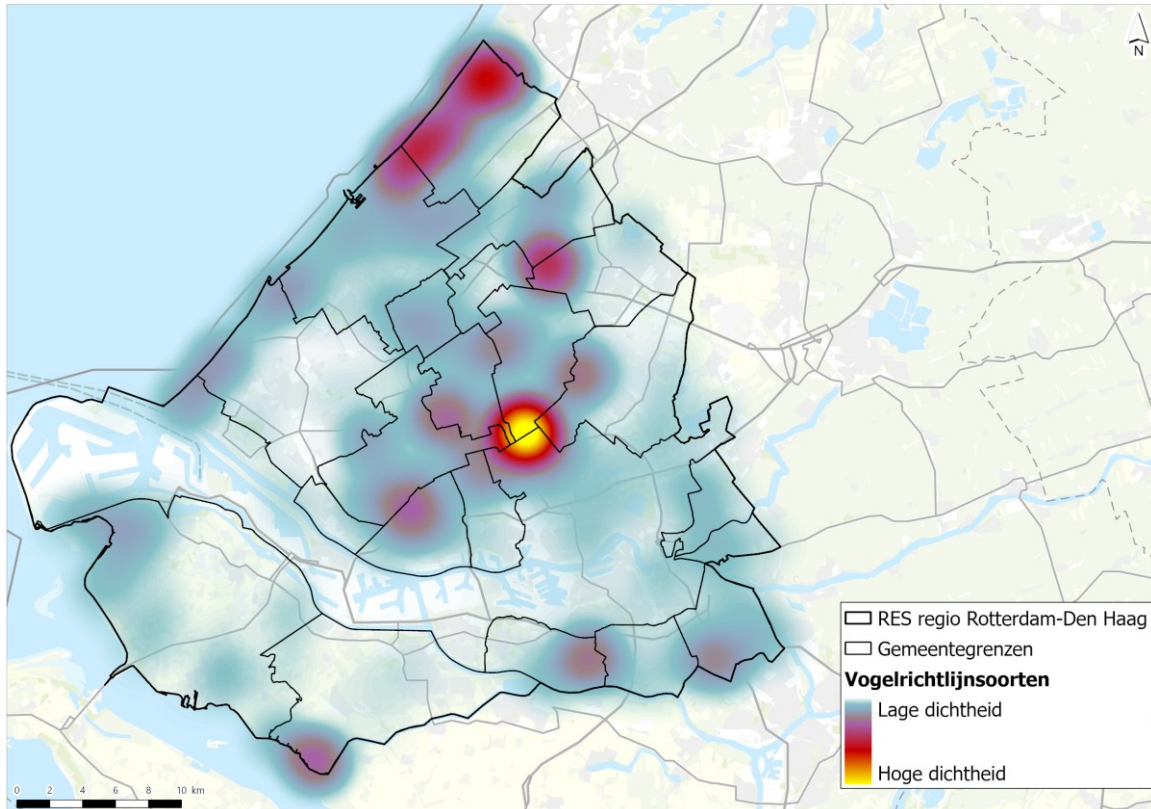 N
RES regio Rotterdam-Den Haag
Gemeentegrenzen
Vogelrichtlijnsoorten
Lage dichtheid
Hoge dichtheid
0 2 4 6 8 10 km